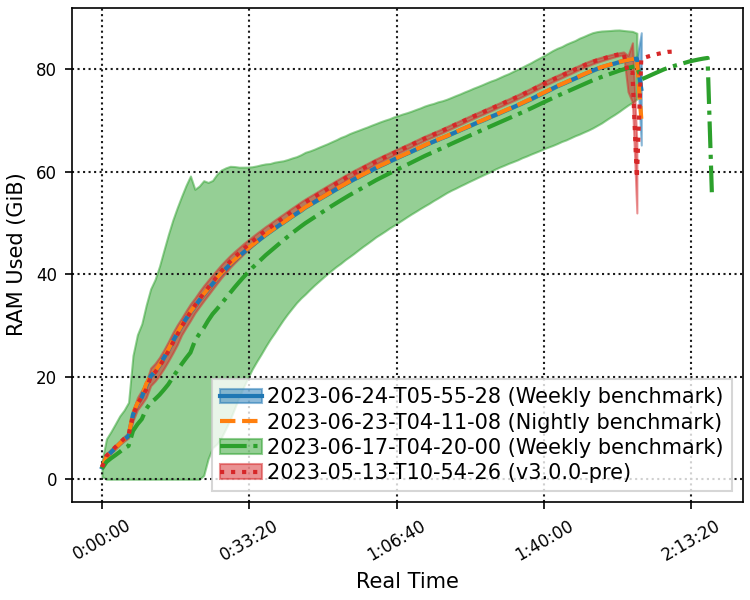 80
60
40
20
0
RAM Used (GiB)
2023-06-24-T05-55-28 (Weekly benchmark)
2023-06-23-T04-11-08 (Nightly benchmark)
2023-06-17-T04-20-00 (Weekly benchmark)
2023-05-13-T10-54-26 (v3.0.0-pre)
0:00:00
0:33:20
1:06:40
1:40:00
2:13:20
Real Time